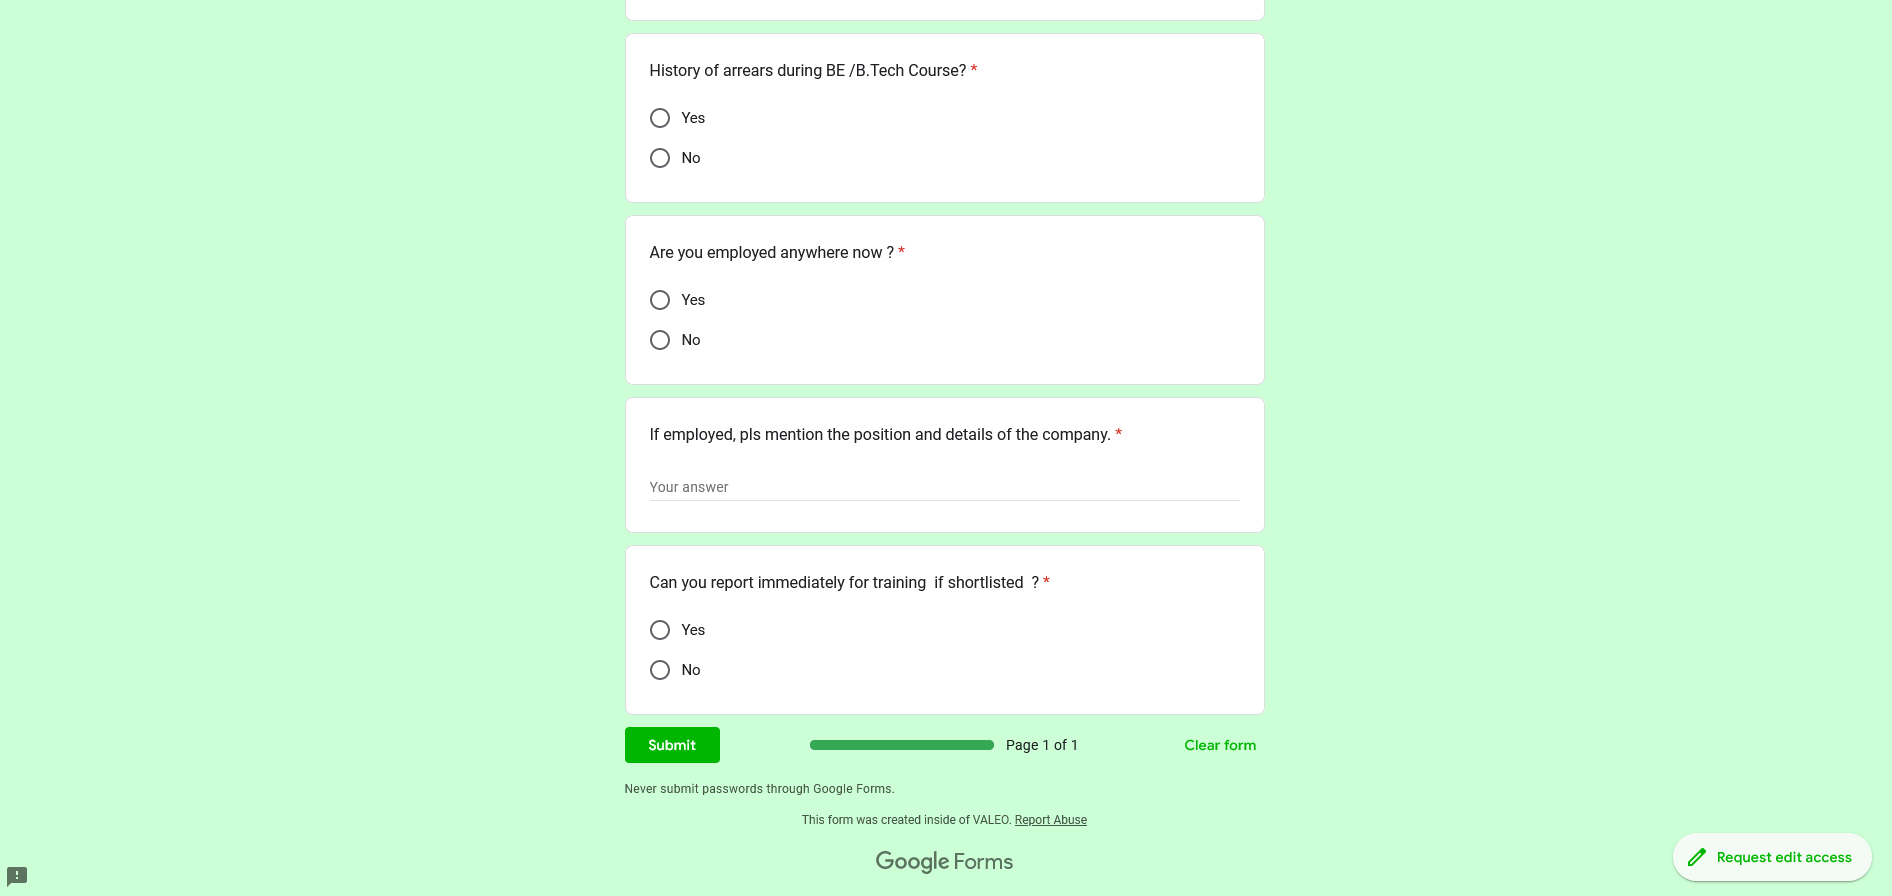 History of arrears during BE /B.Tech Course? *
Yes
No
Are you employed anywhere now ? *
Yes
No
If employed, pls mention the position and details of the company. *
Your answer
Can you report immediately for training  if shortlisted  ? *
Yes
No
Submit
Page 1 of 1
Clear form
Never submit passwords through Google Forms.
This form was created inside of VALEO. Report Abuse
Google Forms
Request edit access